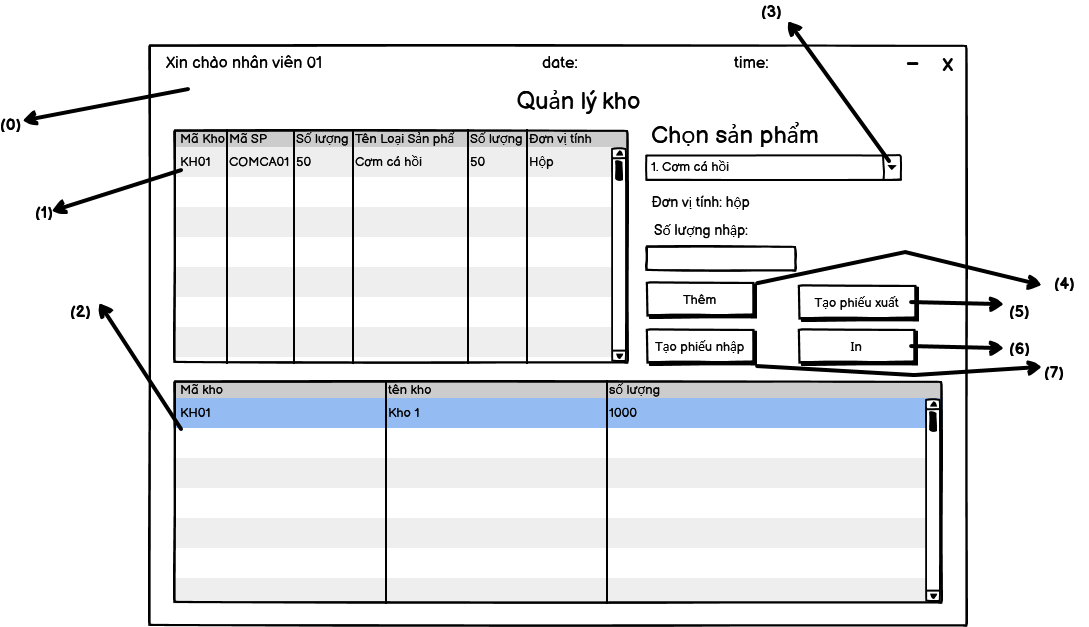 (3)
Xin chào nhân viên 01 date: time: – X
Quản lý kho
(0)
Mã Kho Mã SP Số lượng Tên Loại Sản phẩ Số lượng Đơn vị tính
KH01 COMCA01 50 Cơm cá hồi 50 Hộp
Chọn sản phẩm
1. Cơm cá hồi
(1)
Đơn vị tính: hộp
Số lượng nhập:
(4)
Thêm
Tạo phiếu xuất
(5)
(2)
Tạo phiếu nhập
In
(6)
(7)
Mã kho tên kho số lượng
KH01 Kho 1 1000